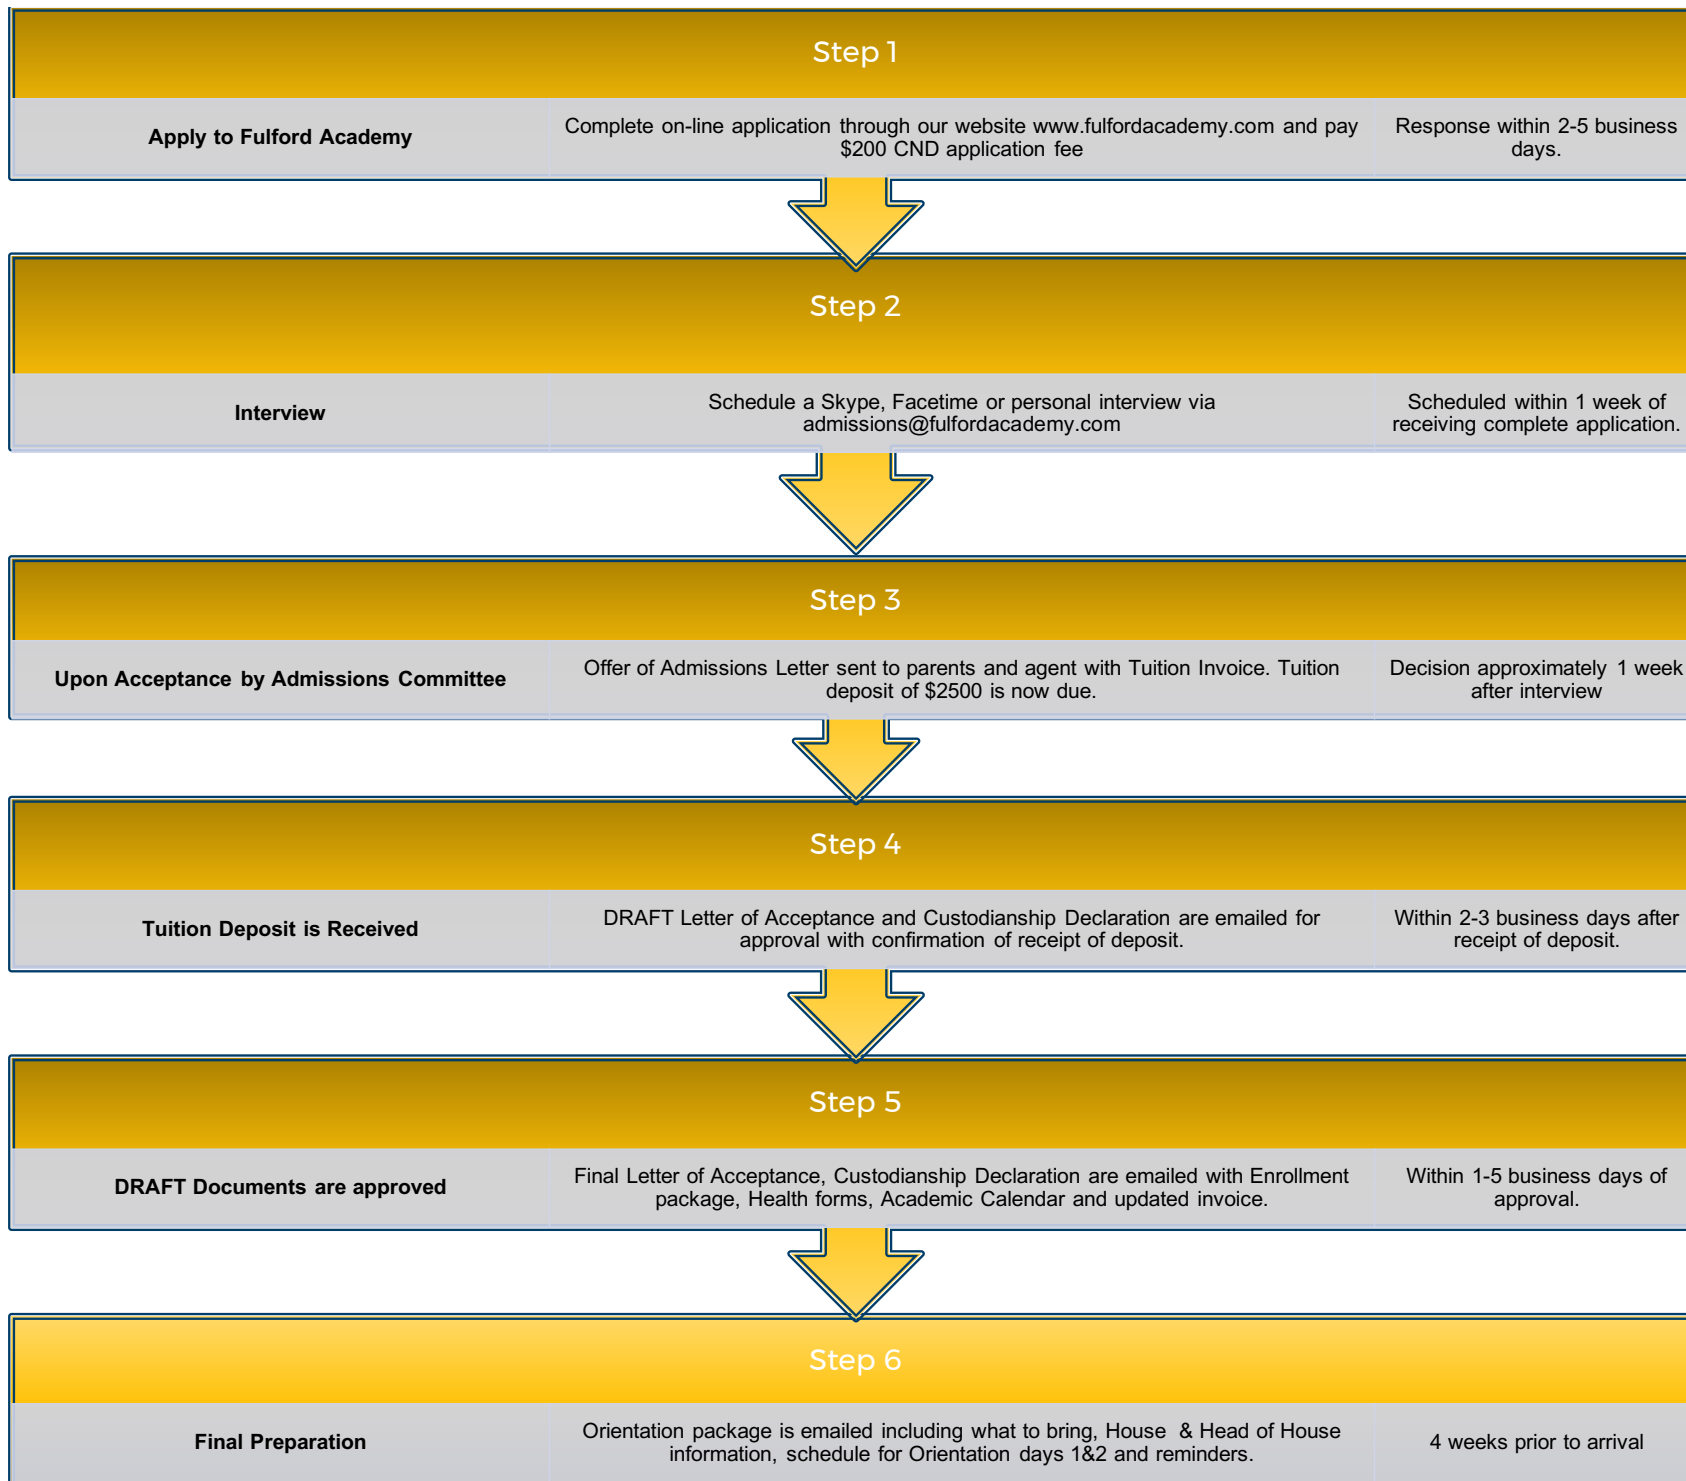 Step 1
Apply to Fulford Academy
Complete on-line application through our website www.fulfordacademy.com and pay
$200 CND application fee
Response within 2-5 business
days.
Step 2
Interview
Schedule a Skype, Facetime or personal interview via
admissions@fulfordacademy.com
Scheduled within 1 week of
receiving complete application.
Step 3
Upon Acceptance by Admissions Committee
Offer of Admissions Letter sent to parents and agent with Tuition Invoice. Tuition
deposit of $2500 is now due.
Decision approximately 1 week
after interview
Step 4
Tuition Deposit is Received
DRAFT Letter of Acceptance and Custodianship Declaration are emailed for
approval with confirmation of receipt of deposit.
Within 2-3 business days after
receipt of deposit.
Step 5
DRAFT Documents are approved
Final Letter of Acceptance, Custodianship Declaration are emailed with Enrollment
package, Health forms, Academic Calendar and updated invoice.
Within 1-5 business days of
approval.
Step 6
Final Preparation
Orientation package is emailed including what to bring, House & Head of House
information, schedule for Orientation days 1&2 and reminders.
4 weeks prior to arrival